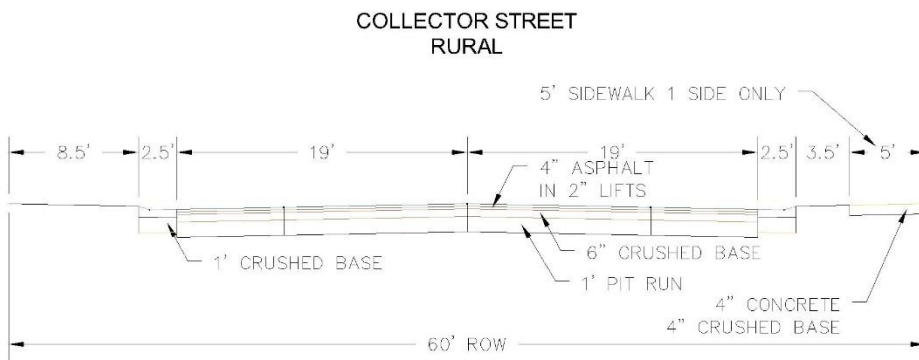 COLLECTOR STREET
RURAL
5' SIDEWALK 1 SIDE ONLY
8.5' 2.5' 19' 19' 2.5' 3.5' 5'
4" ASPHALT
IN 2" LIFTS
1' CRUSHED BASE
6" CRUSHED BASE
1' PIT RUN
4" CONCRETE
4" CRUSHED BASE
60' ROW